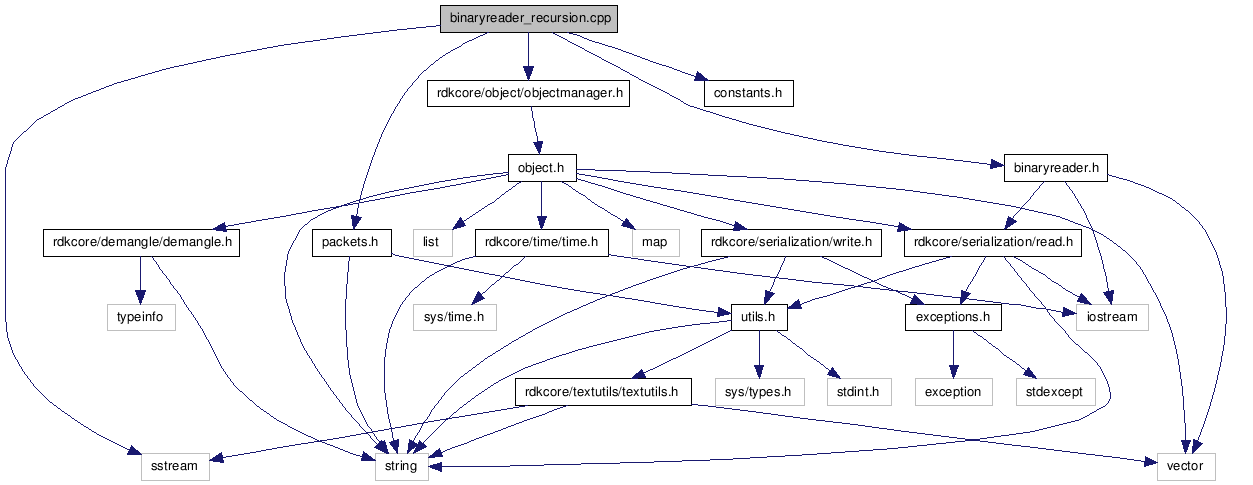 binaryreader_recursion.cpp
rdkcore/object/objectmanager.h
constants.h
object.h
binaryreader.h
rdkcore/demangle/demangle.h
packets.h
list
rdkcore/time/time.h
map
rdkcore/serialization/write.h
rdkcore/serialization/read.h
typeinfo
sys/time.h
utils.h
exceptions.h
iostream
rdkcore/textutils/textutils.h
sys/types.h
stdint.h
exception
stdexcept
sstream
string
vector